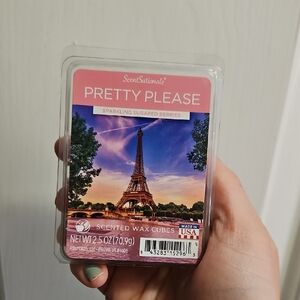 ScentSationals
PRETTY PLEASE
SPARKLING SUGARED BERRIES
MADE IN
USA
SCENTED WAX CUBES
NET WT 2.5 OZ (70.9g)